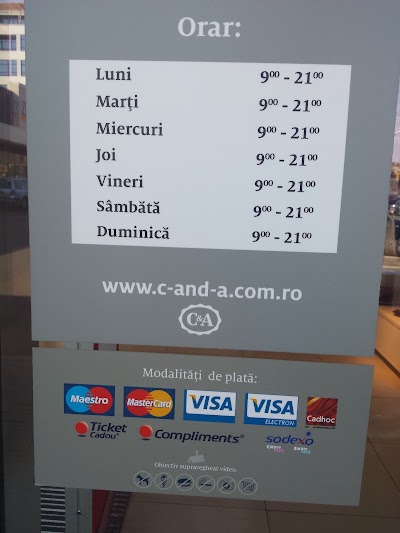 Orar:
Luni 9⁰⁰ - 21⁰⁰
Marţi 9⁰⁰ - 21⁰⁰
Miercuri 9⁰⁰ - 21⁰⁰
Joi 9⁰⁰ - 21⁰⁰
Vineri 9⁰⁰ - 21⁰⁰
Sâmbătă 9⁰⁰ - 21⁰⁰
Duminică 9⁰⁰ - 21⁰⁰
www.c-and-a.com.ro
C&A
Modalităţi de plată:
Maestro MasterCard VISA VISA ELECTRON Cadhoc
Ticket Cadou Compliments sodexo
Obiectiv supravegheat video.